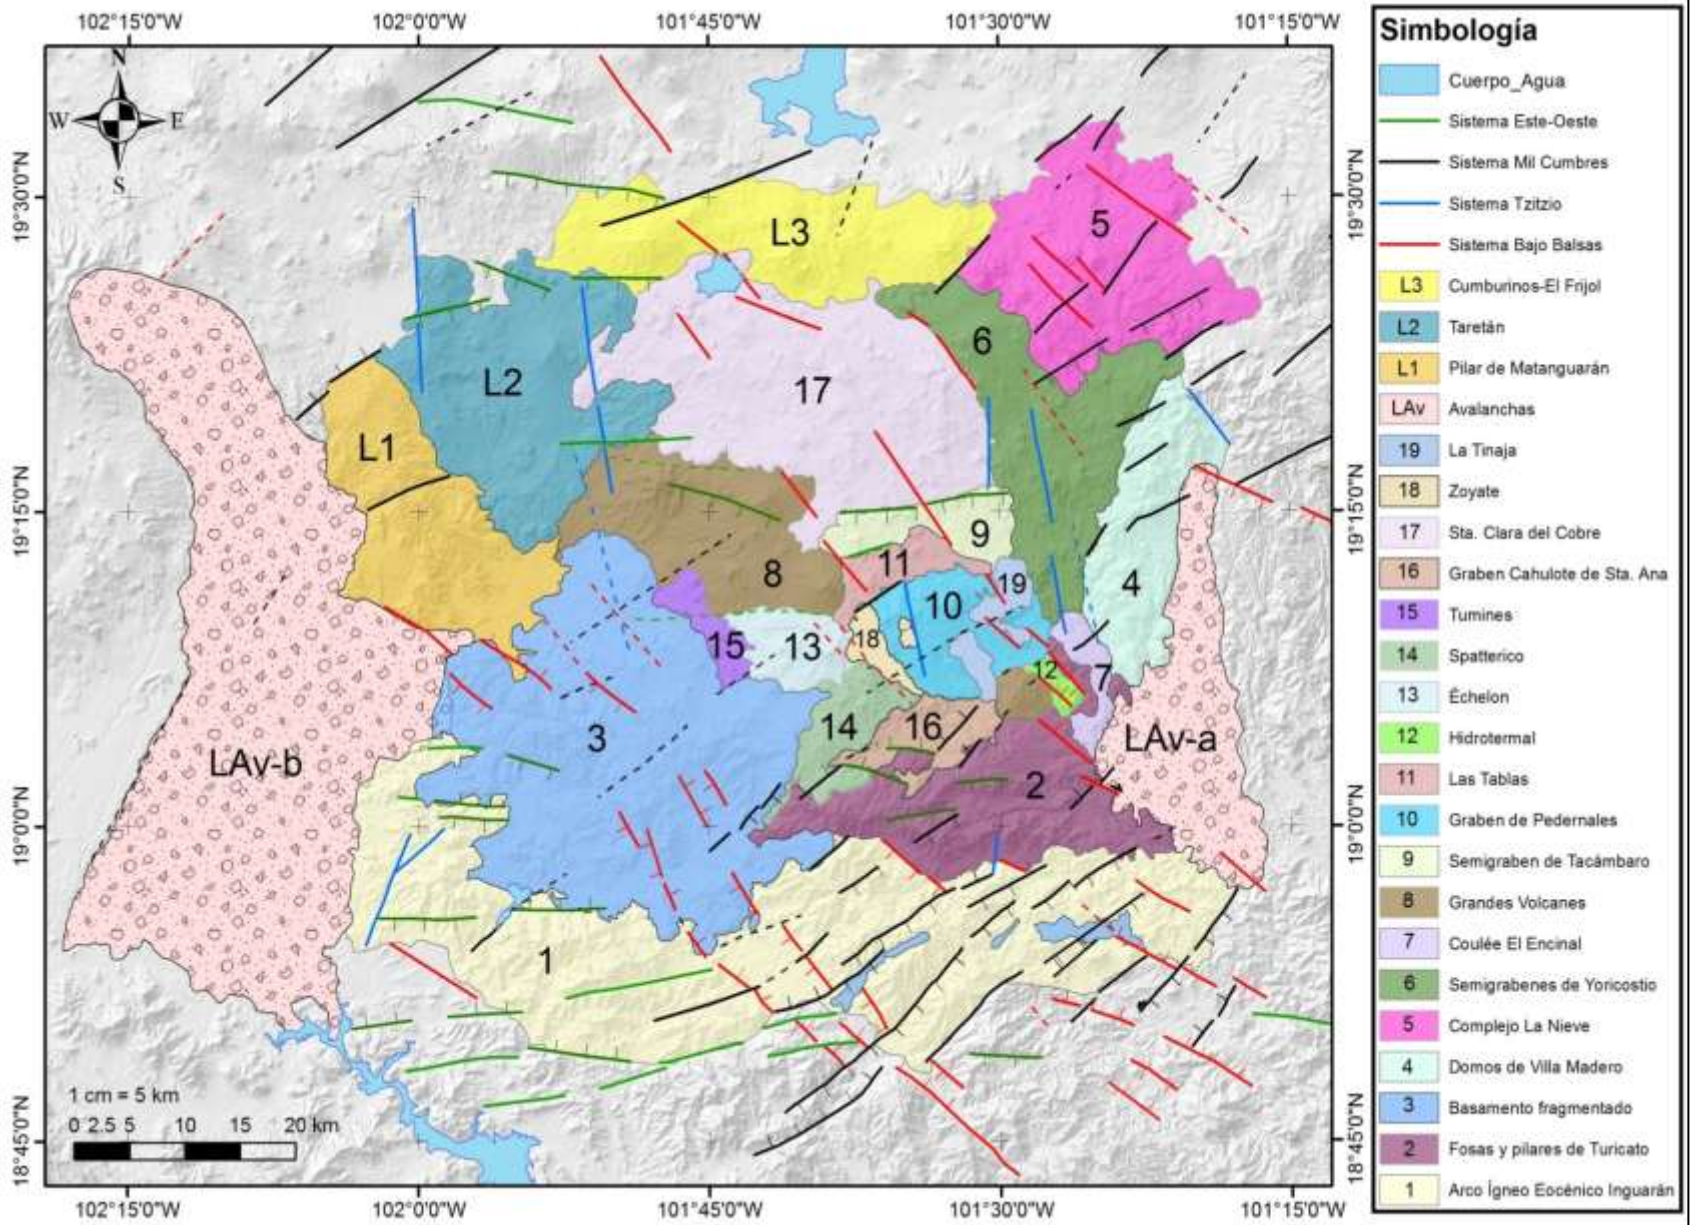 102°15'0"W 102°0'0"W 101°45'0"W 101°30'0"W 101°15'0"W
N
W E
S
19°30'0"N
19°15'0"N
19°0'0"N
18°45'0"N
19°30'0"N
19°15'0"N
19°0'0"N
18°45'0"N
L3
5
6
L2
17
L1
9
11
8
19
10
4
18
15
13
12
7
14
16
3
LAv-b
LAv-a
2
1
1 cm = 5 km
0 2.5 5 10 15 20 km
102°15'0"W 102°0'0"W 101°45'0"W 101°30'0"W 101°15'0"W
Simbología
Cuerpo_Agua
Sistema Este-Oeste
Sistema Mil Cumbres
Sistema Tzitzio
Sistema Bajo Balsas
L3 Cumburinos-El Frijol
L2 Taretán
L1 Pilar de Matanguarán
LAv Avalanchas
19 La Tinaja
18 Zoyate
17 Sta. Clara del Cobre
16 Graben Cahulote de Sta. Ana
15 Tumines
14 Spatterico
13 Échelon
12 Hidrotermal
11 Las Tablas
10 Graben de Pedernales
9 Semigraben de Tacámbaro
8 Grandes Volcanes
7 Coulée El Encinal
6 Semigrabenes de Yoricostio
5 Complejo La Nieve
4 Domos de Villa Madero
3 Basamento fragmentado
2 Fosas y pilares de Turicato
1 Arco Ígneo Eocénico Inguarán